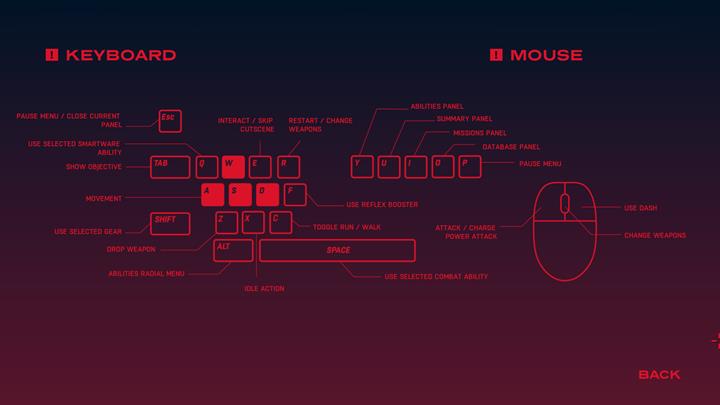 ! KEYBOARD
! MOUSE
ABILITIES PANEL
PAUSE MENU / CLOSE CURRENT
PANEL
Esc
INTERACT / SKIP
CUTSCENE
RESTART / CHANGE
WEAPONS
SUMMARY PANEL
MISSIONS PANEL
USE SELECTED SMARTWARE
ABILITY
DATABASE PANEL
SHOW OBJECTIVE
TAB
Q
W
E
R
Y
U
I
O
P
PAUSE MENU
MOVEMENT
A
S
D
F
USE REFLEX BOOSTER
USE DASH
USE SELECTED GEAR
SHIFT
Z
X
C
TOGGLE RUN / WALK
ATTACK / CHARGE
POWER ATTACK
CHANGE WEAPONS
DROP WEAPON
ALT
SPACE
ABILITIES RADIAL MENU
USE SELECTED COMBAT ABILITY
IDLE ACTION
BACK